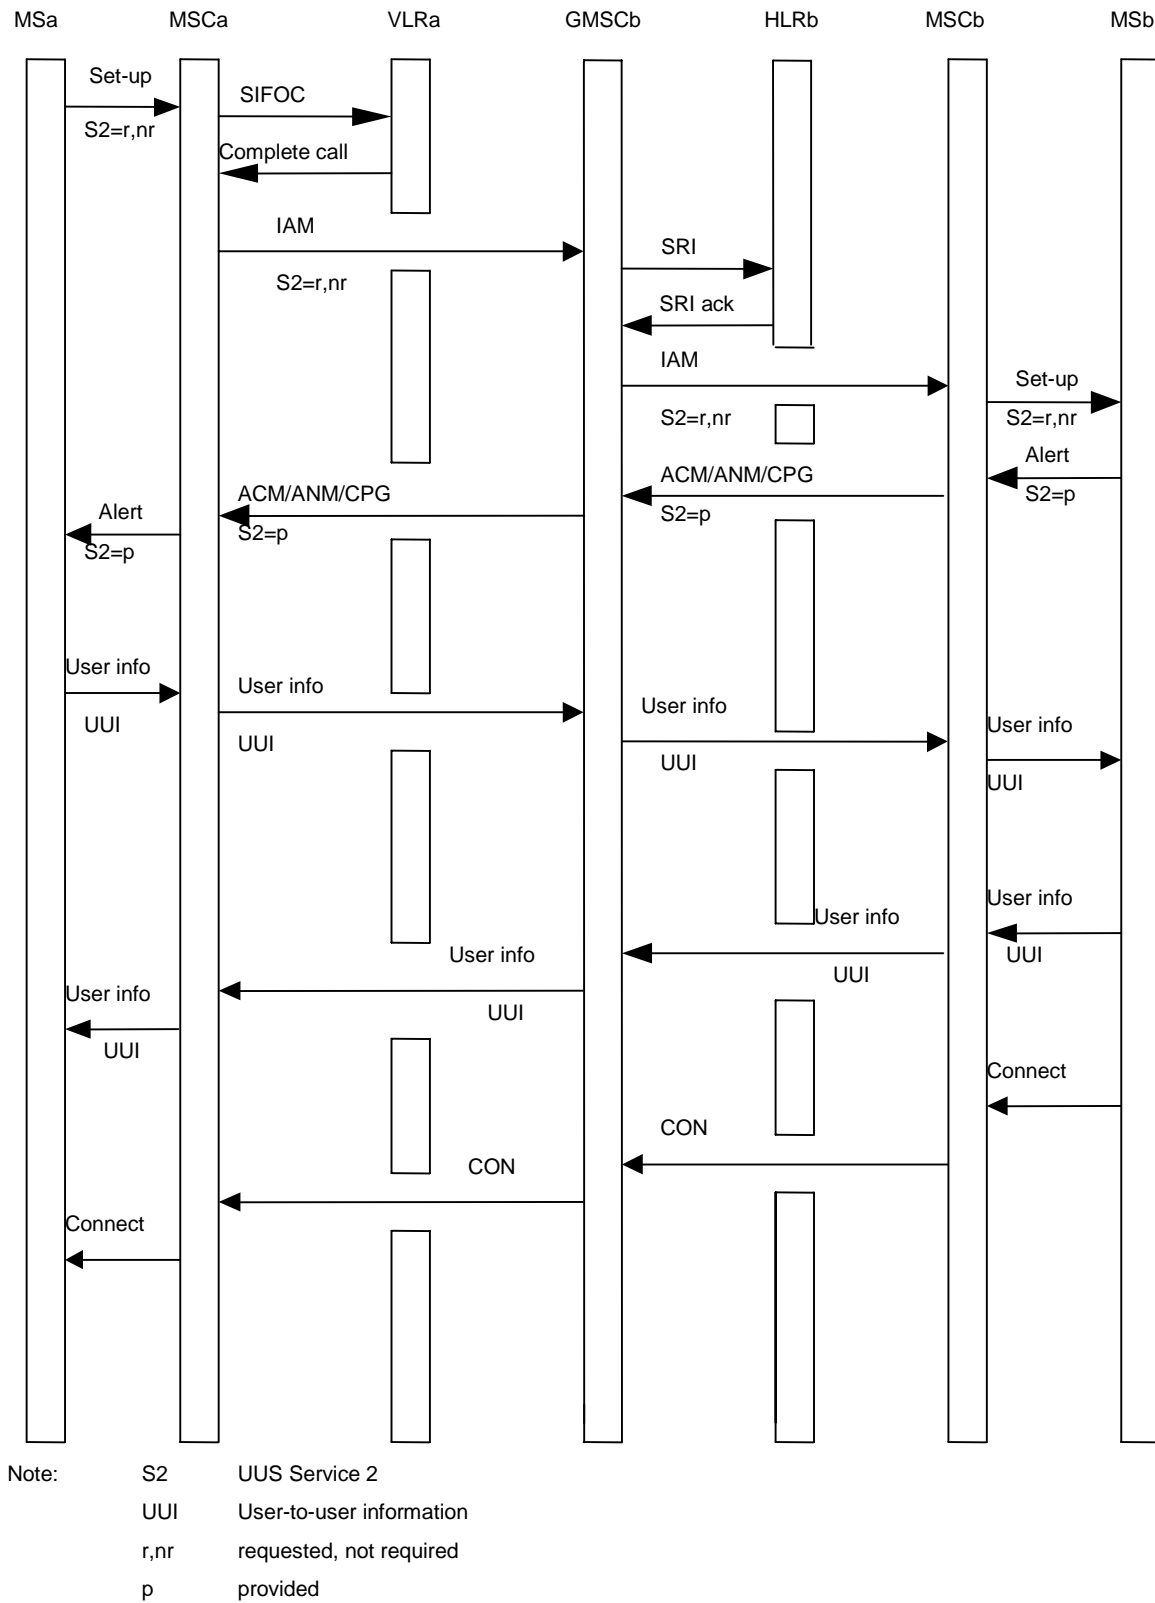 MSa MSCa VLRa GMSCb HLRb MSCb MSb
Set-up
SIFOC
S2=r,nr
Complete call
IAM
SRI
S2=r,nr
SRI ack
IAM
Set-up
S2=r,nr
S2=r,nr
Alert
ACM/ANM/CPG
S2=p
ACM/ANM/CPG
S2=p
Alert
S2=p
S2=p
User info
User info
User info
UUI
UUI
User info
UUI
UUI
User info
User info
User info
UUI
UUI
User info
UUI
UUI
Connect
CON
CON
Connect
Note: S2 UUS Service 2
UUI User-to-user information
r,nr requested, not required
p provided